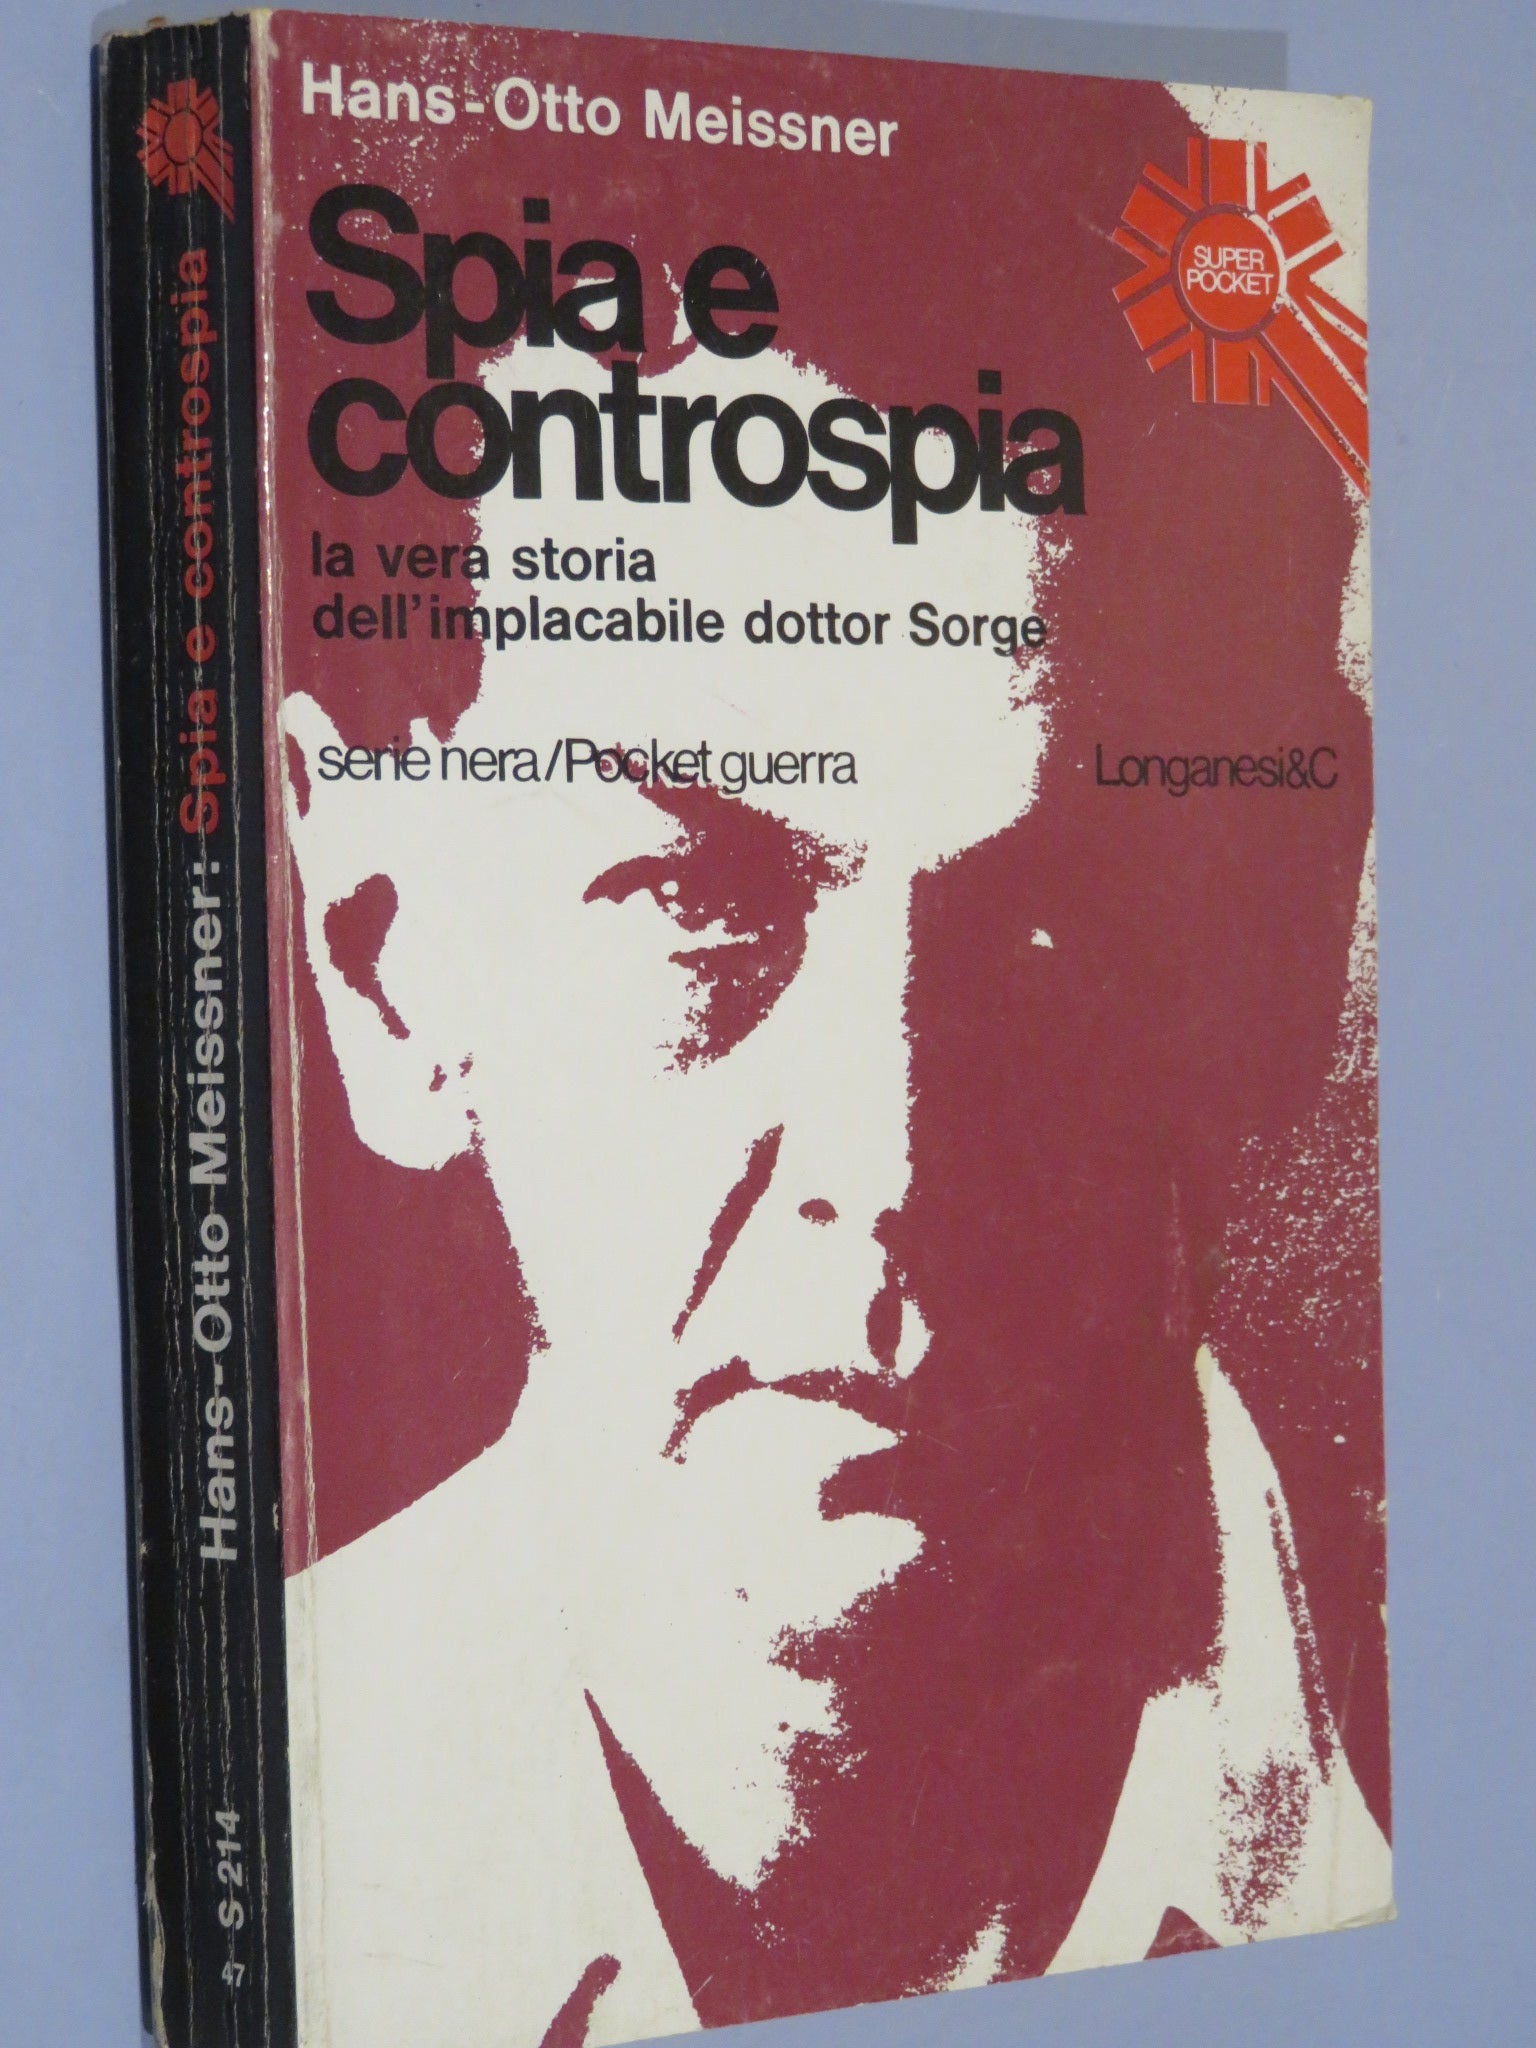 Hans-Otto Meissner
Spia e
controspia
la vera storia
dell'implacabile dottor Sorge
SUPER
POCKET
serie nera/Pocket guerra
Longanesi&C
Hans-Otto Meissner: Spia e controspia
S 214
47